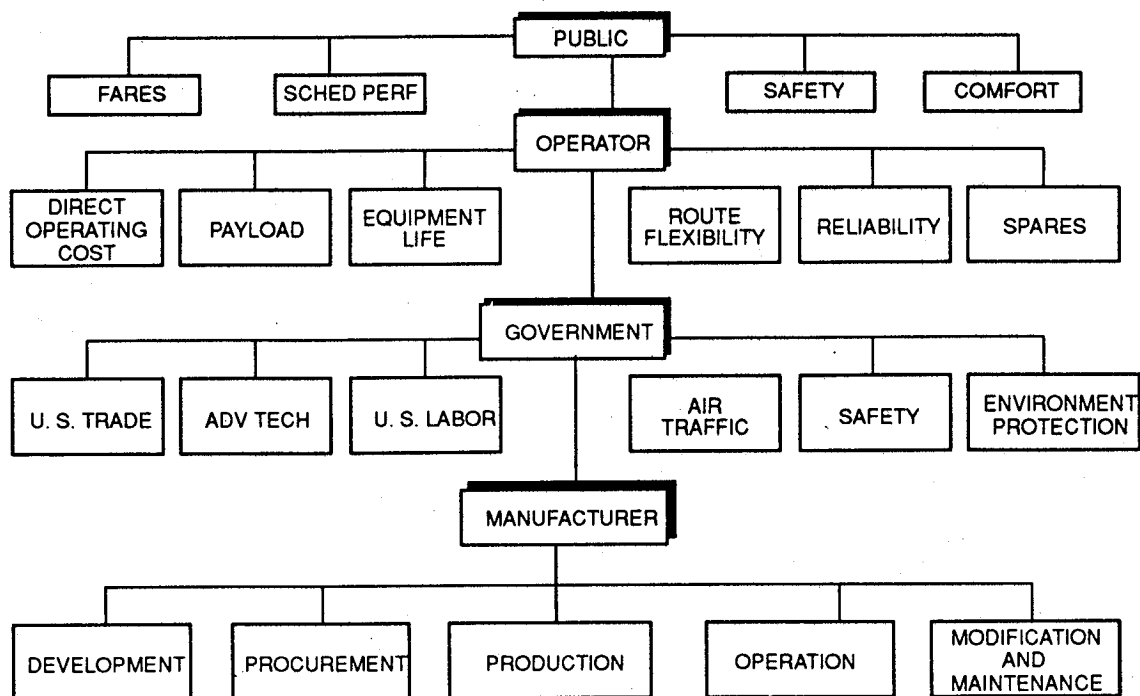 PUBLIC
FARES
SCHED PERF
SAFETY
COMFORT
OPERATOR
DIRECT
OPERATING
COST
PAYLOAD
EQUIPMENT
LIFE
ROUTE
FLEXIBILITY
RELIABILITY
SPARES
GOVERNMENT
U. S. TRADE
ADV TECH
U. S. LABOR
AIR
TRAFFIC
SAFETY
ENVIRONMENT
PROTECTION
MANUFACTURER
DEVELOPMENT
PROCUREMENT
PRODUCTION
OPERATION
MODIFICATION
AND
MAINTENANCE